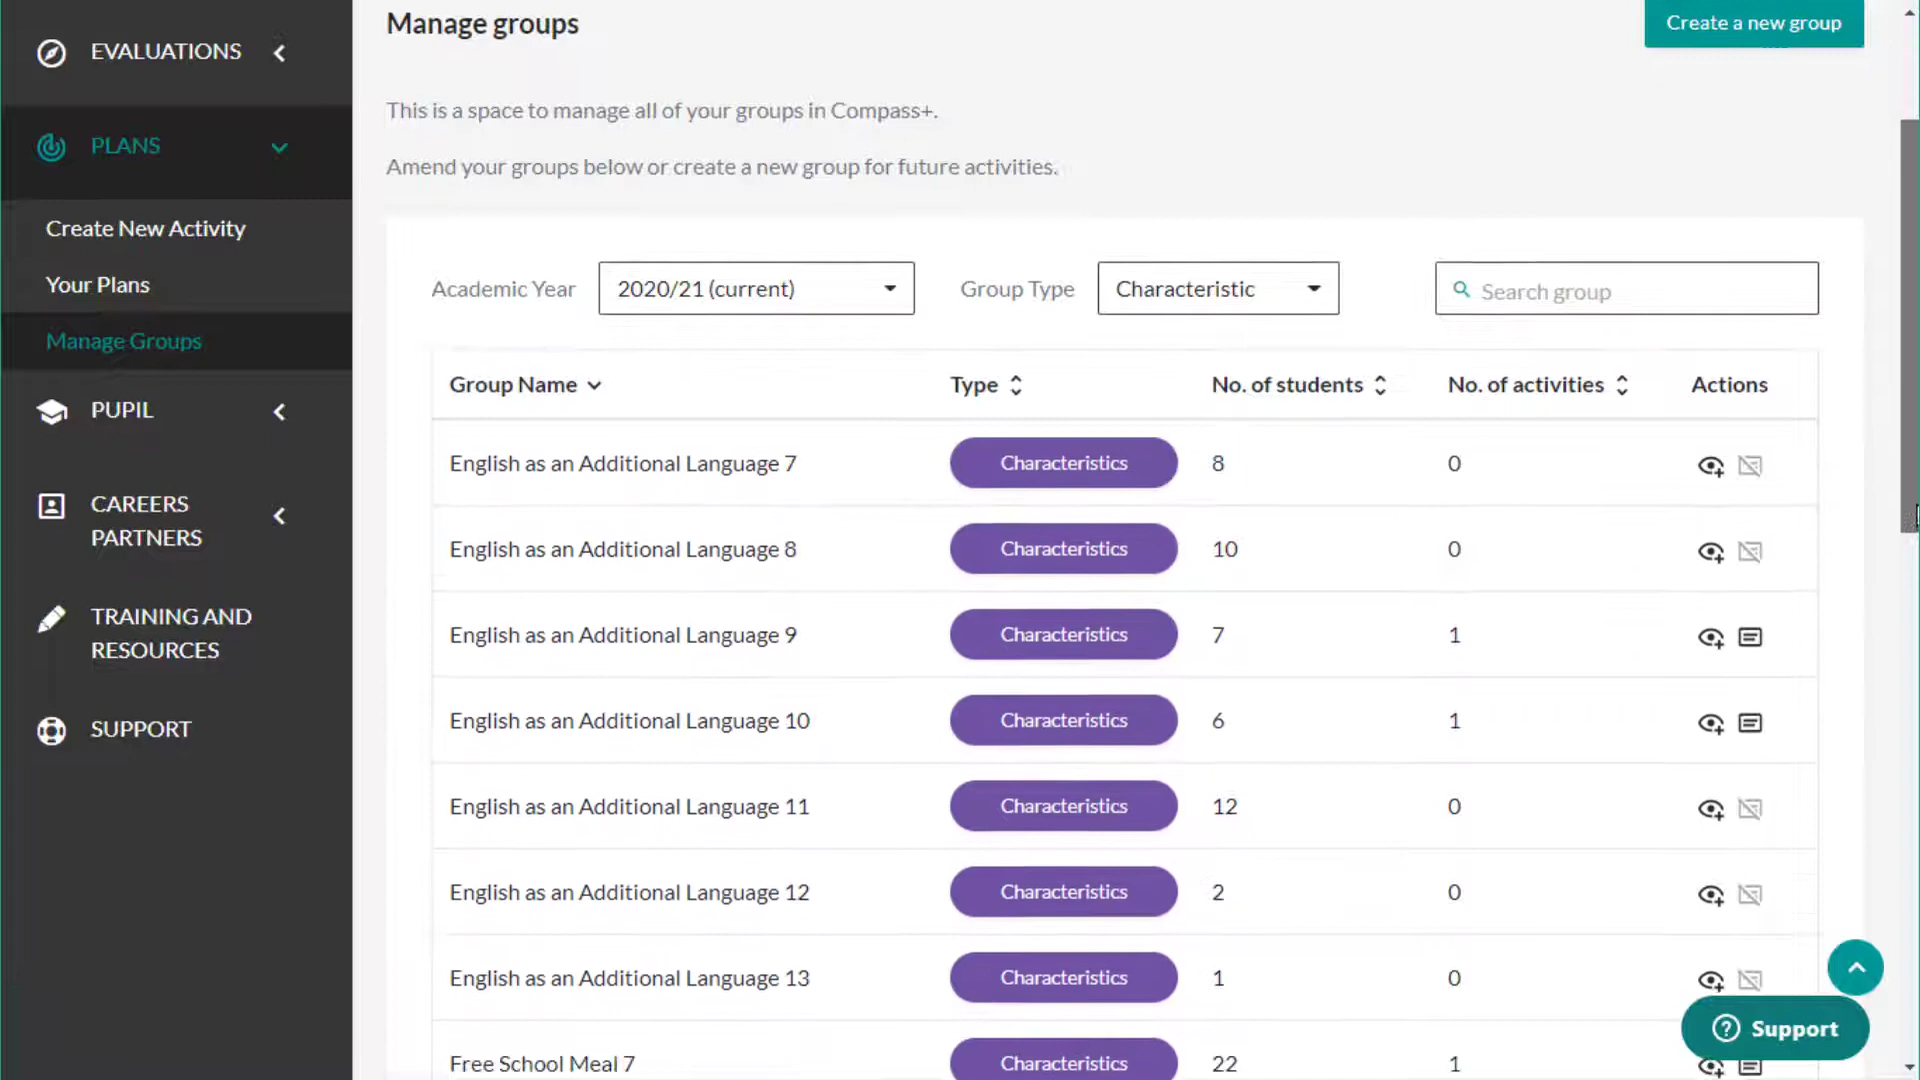 EVALUATIONS
PLANS
Create New Activity
Your Plans
Manage Groups
PUPIL
CAREERS
PARTNERS
TRAINING AND
RESOURCES
SUPPORT
Manage groups
Create a new group
This is a space to manage all of your groups in Compass+.
Amend your groups below or create a new group for future activities.
Academic Year 2020/21 (current) Group Type Characteristic Search group
Group Name Type No. of students No. of activities Actions
English as an Additional Language 7 Characteristics 8 0
English as an Additional Language 8 Characteristics 10 0
English as an Additional Language 9 Characteristics 7 1
English as an Additional Language 10 Characteristics 6 1
English as an Additional Language 11 Characteristics 12 0
English as an Additional Language 12 Characteristics 2 0
English as an Additional Language 13 Characteristics 1 0
Free School Meal 7 Characteristics 22 1
Support